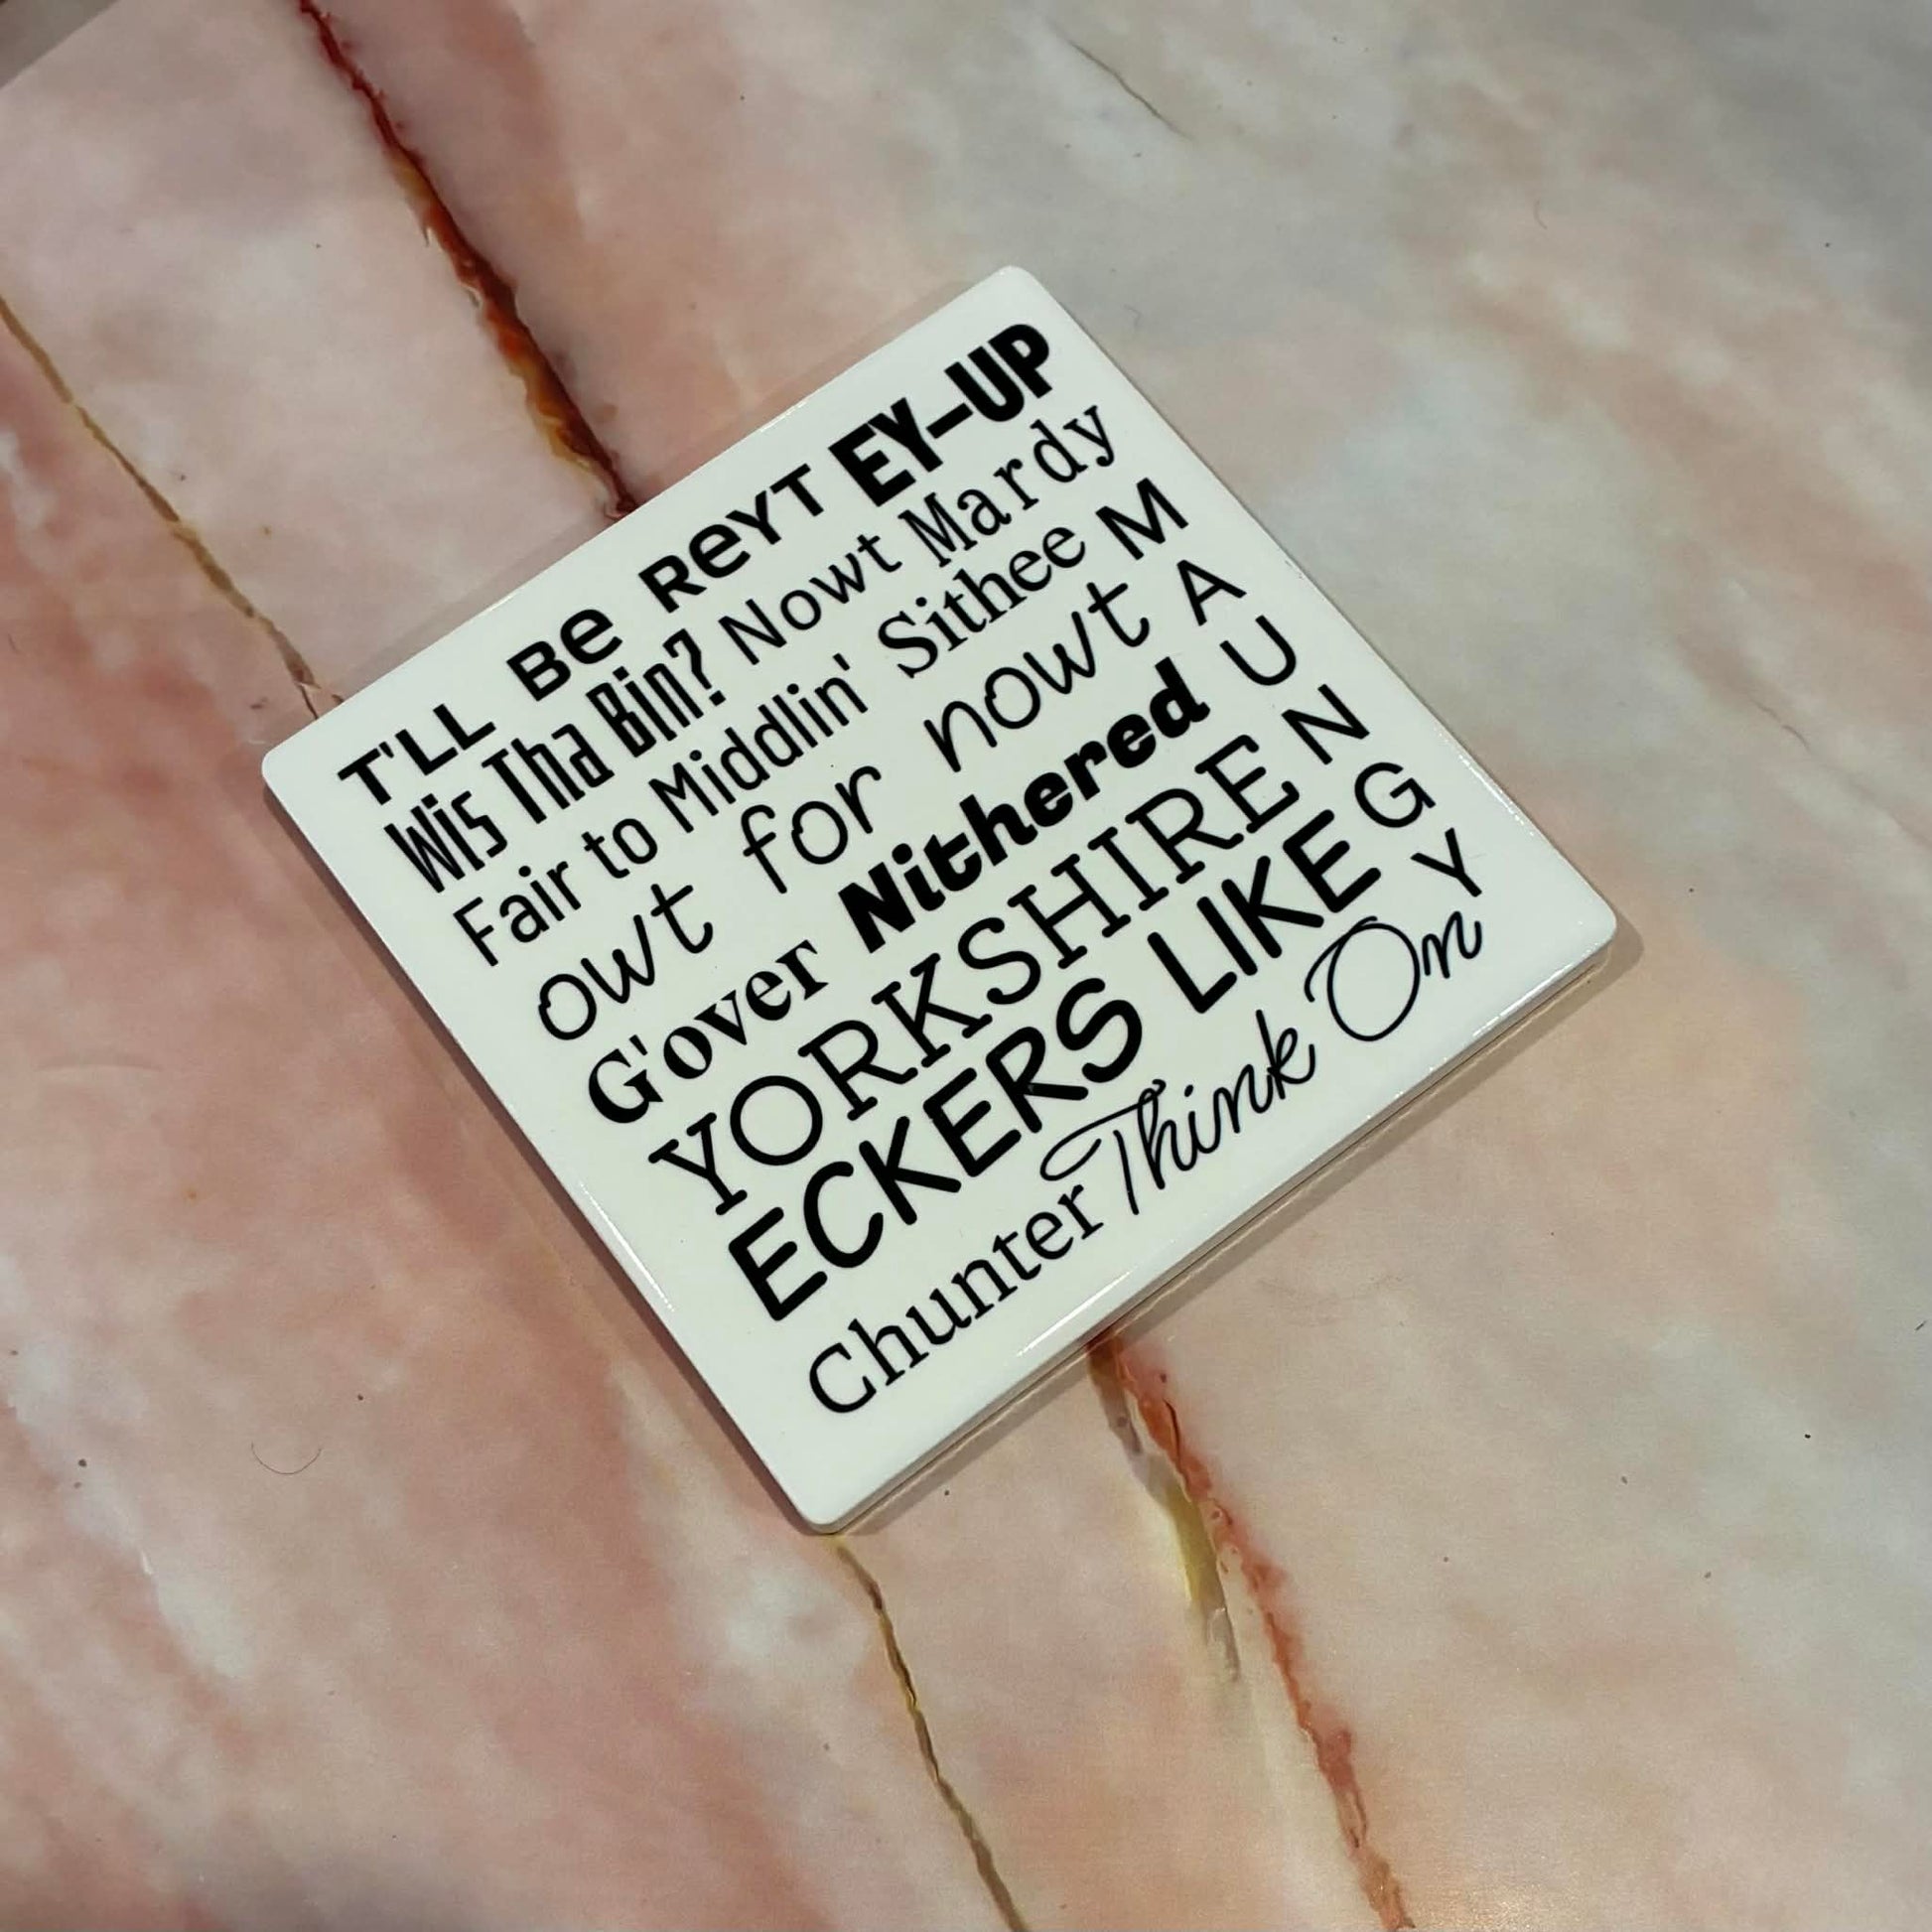 T'LL BE REYT EY-UP
Wis Tha Bin? Nowt Mardy
Fair to Middlin' Sithee
owt for nowt
G'over Nithered
YORKSHIRE
ECKERS LIKE
Chunter Think On
MAUNGY